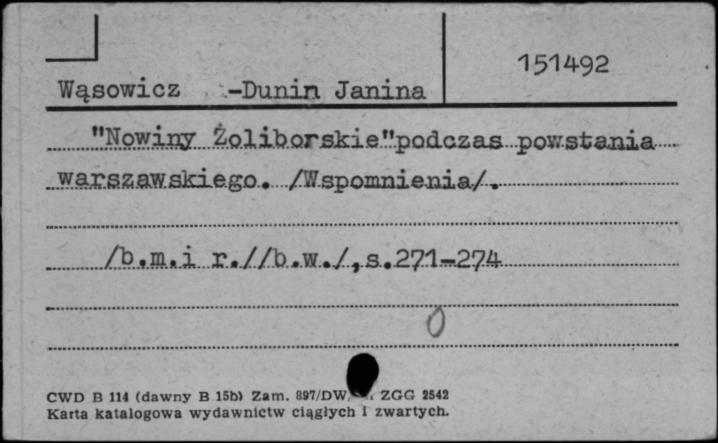 151492
Wąsowicz -Dunin Janina
"Nowiny Żoliborskie"podczas powstania
warszawskiego. /Wspomnienia/.
/b.m.i r.//b.w./,s.271-274
0
CWD B 114 (dawny B 15b) Zam. 897/DW/ ZGG 2542
Karta katalogowa wydawnictw ciągłych i zwartych.